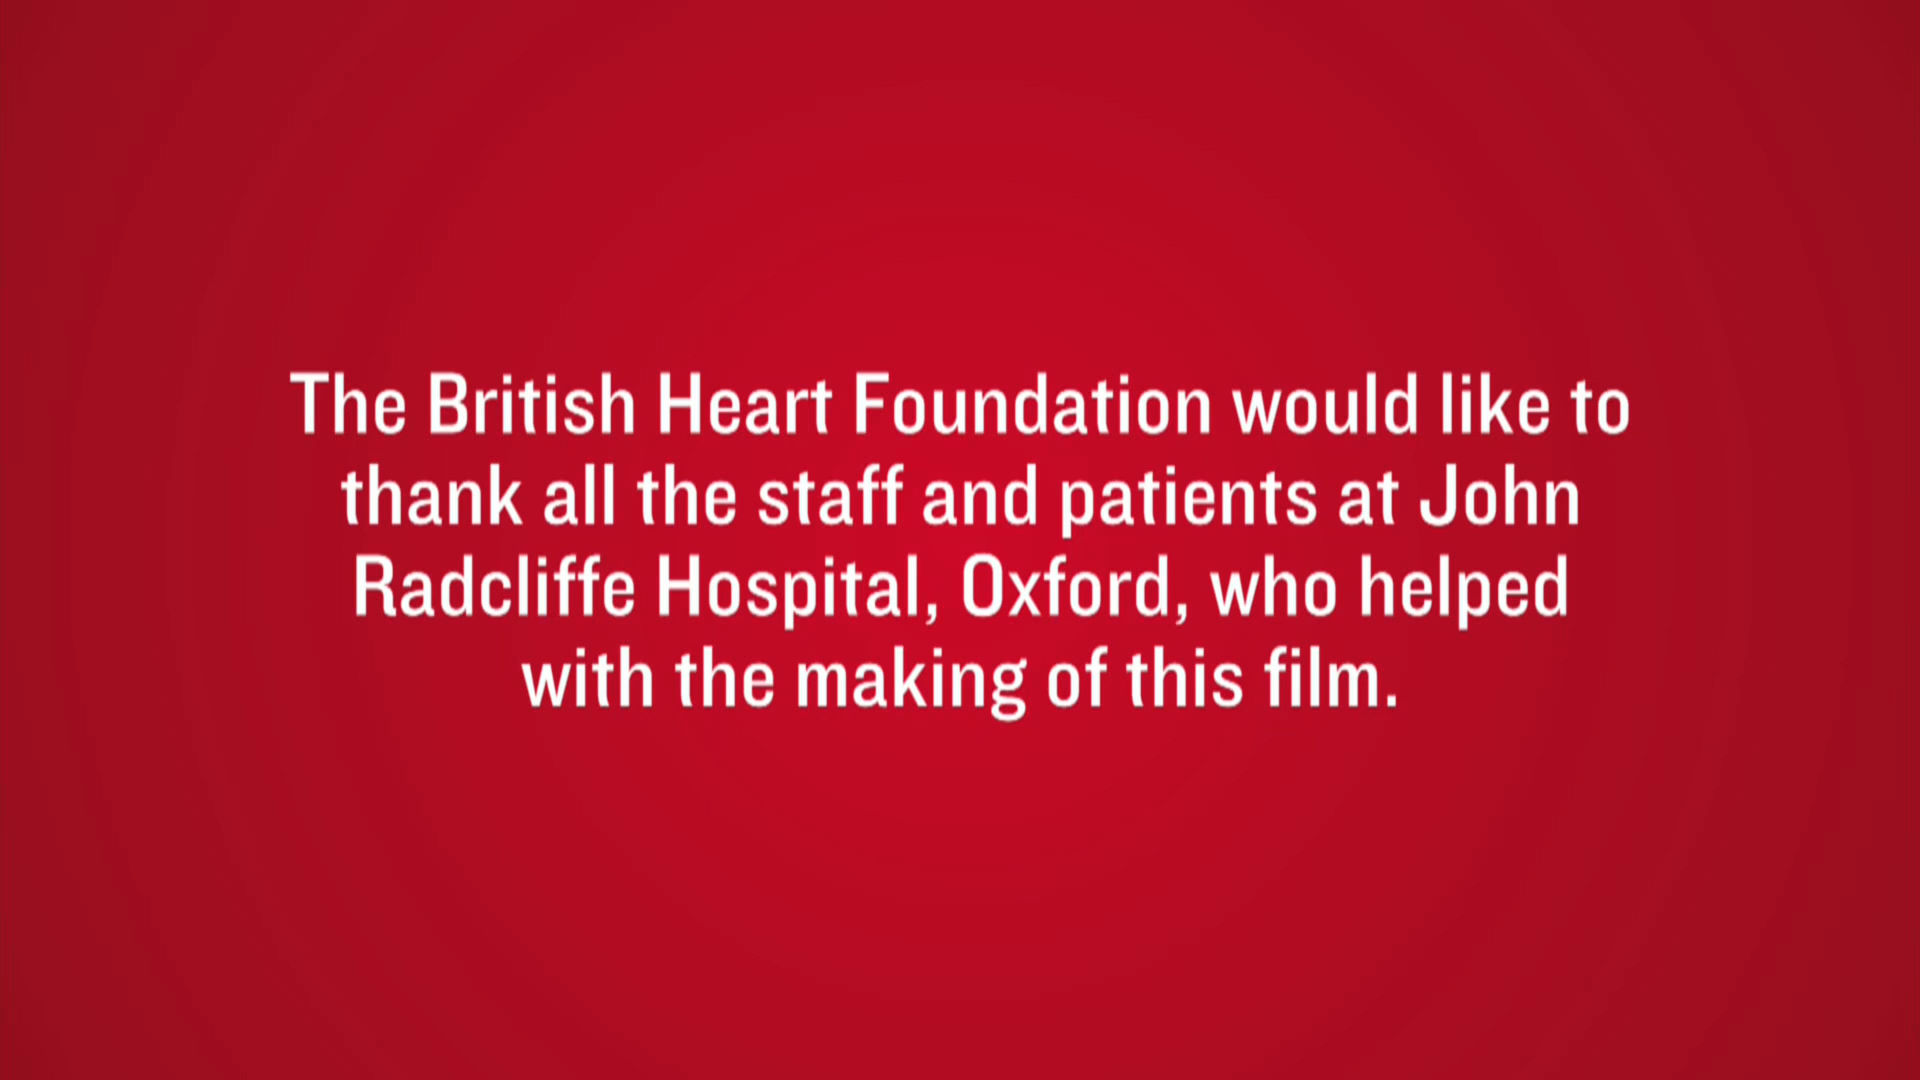 The British Heart Foundation would like to
thank all the staff and patients at John
Radcliffe Hospital, Oxford, who helped
with the making of this film.